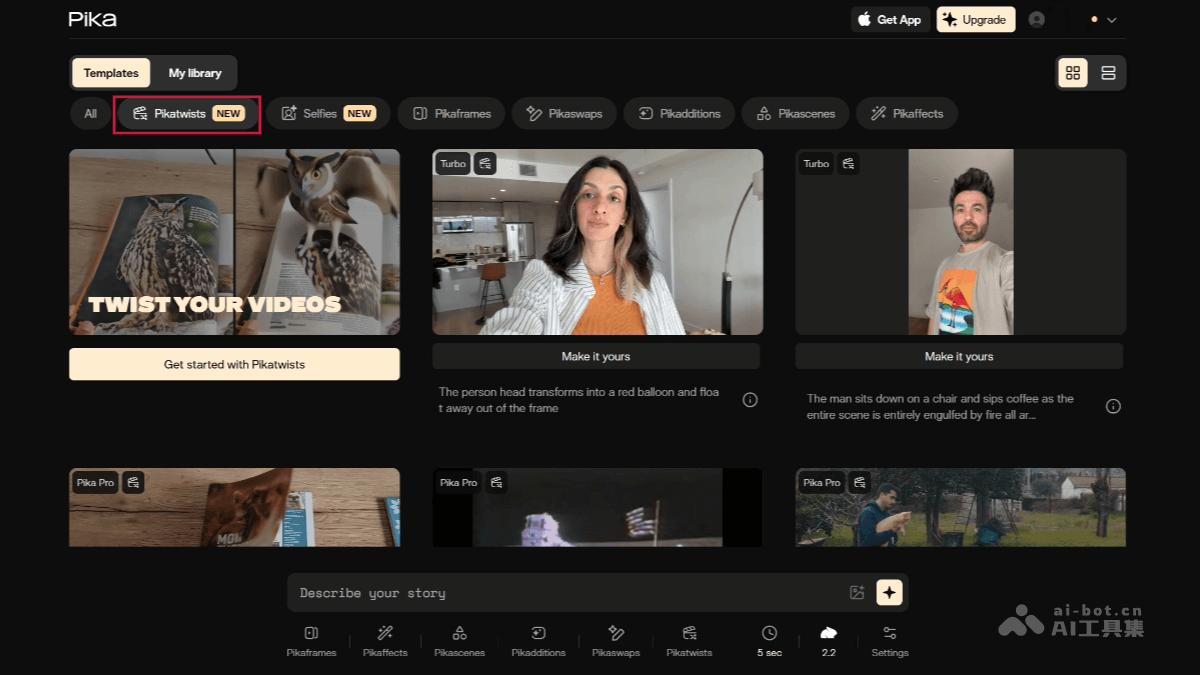 Pika
Get App
Upgrade
Templates
My library
All
Pikatwists NEW
Selfies NEW
Pikaframes
Pikaswaps
Pikadditions
Pikascenes
Pikaffects
TWIST YOUR VIDEOS
Turbo
Turbo
Get started with Pikatwists
Make it yours
Make it yours
The person head transforms into a red balloon and floa
t away out of the frame
The man sits down on a chair and sips coffee as the
entire scene is entirely engulfed by fire all ar...
Pika Pro
Pika Pro
Pika Pro
Describe your story
Pikaframes
Pikaffects
Pikascenes
Pikadditions
Pikaswaps
Pikatwists
5 sec
2.2
Settings
ai-bot.cn
AI工具集